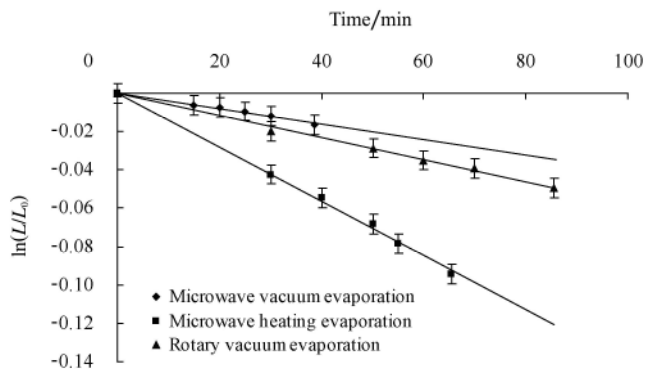 Time/min
0 20 40 60 80 100
-0.02
-0.04
-0.06
-0.08
-0.10
-0.12
-0.14
ln(L/L₀)
Microwave vacuum evaporation
Microwave heating evaporation
Rotary vacuum evaporation